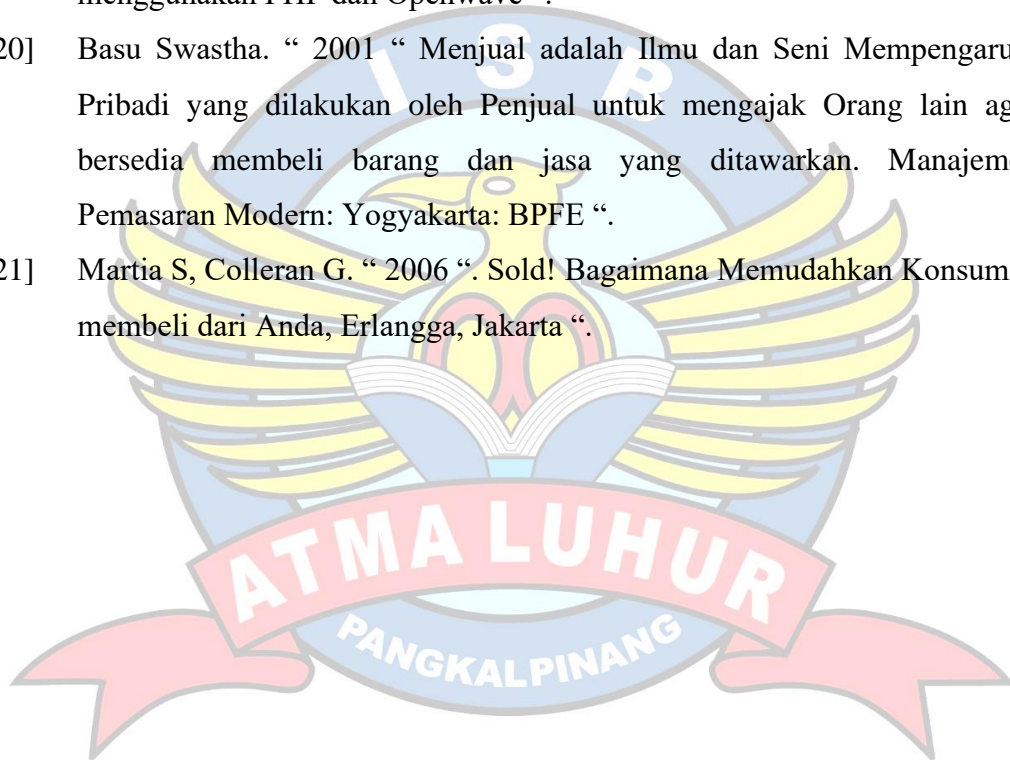 menggunakan PHP dan Openwave “.
20] Basu Swastha. “ 2001 “ Menjual adalah Ilmu dan Seni Mempengaru
Pribadi yang dilakukan oleh Penjual untuk mengajak Orang lain ag
bersedia membeli barang dan jasa yang ditawarkan. Manajeme
Pemasaran Modern: Yogyakarta: BPFE “.
21] Martia S, Colleran G. “ 2006 “. Sold! Bagaimana Memudahkan Konsum
membeli dari Anda, Erlangga, Jakarta “.
I S B
ATMA LUHUR
PANGKALPINANG